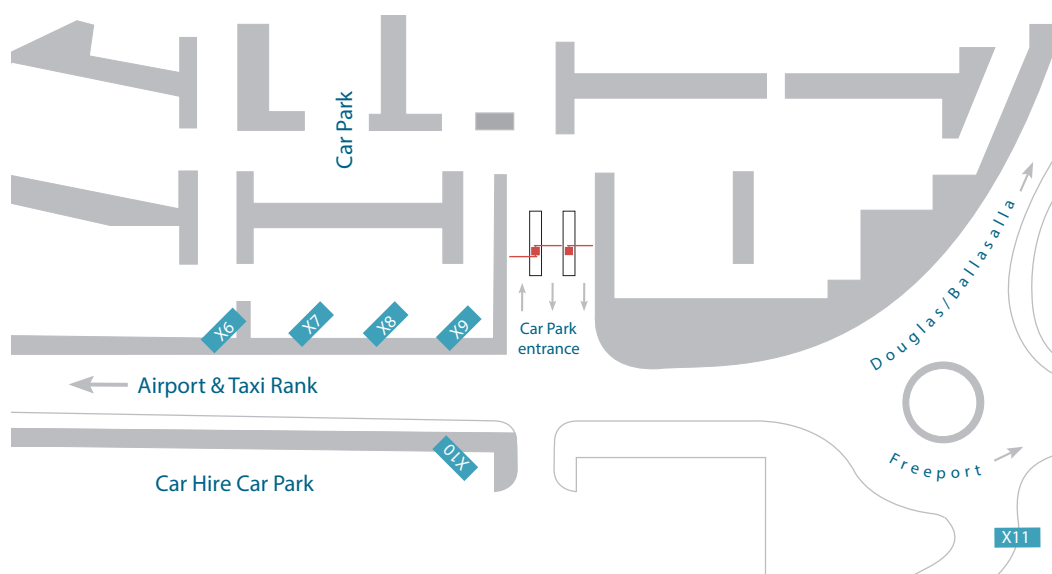 Car Park
Douglas/Ballasalla
X6
X7
X8
X9
Car Park
entrance
Airport & Taxi Rank
X10
Freeport
Car Hire Car Park
X11